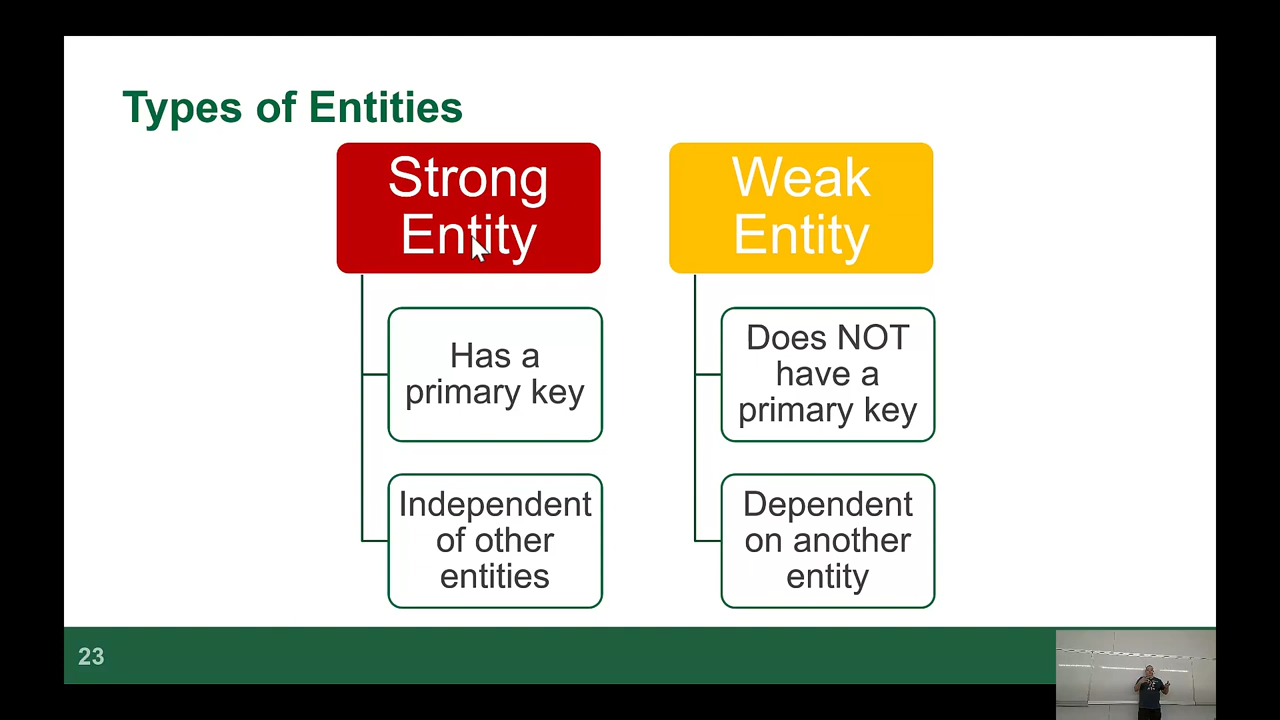 Types of Entities
Strong
Entity
Has a
primary key
Independent
of other
entities
Weak
Entity
Does NOT
have a
primary key
Dependent
on another
entity
23